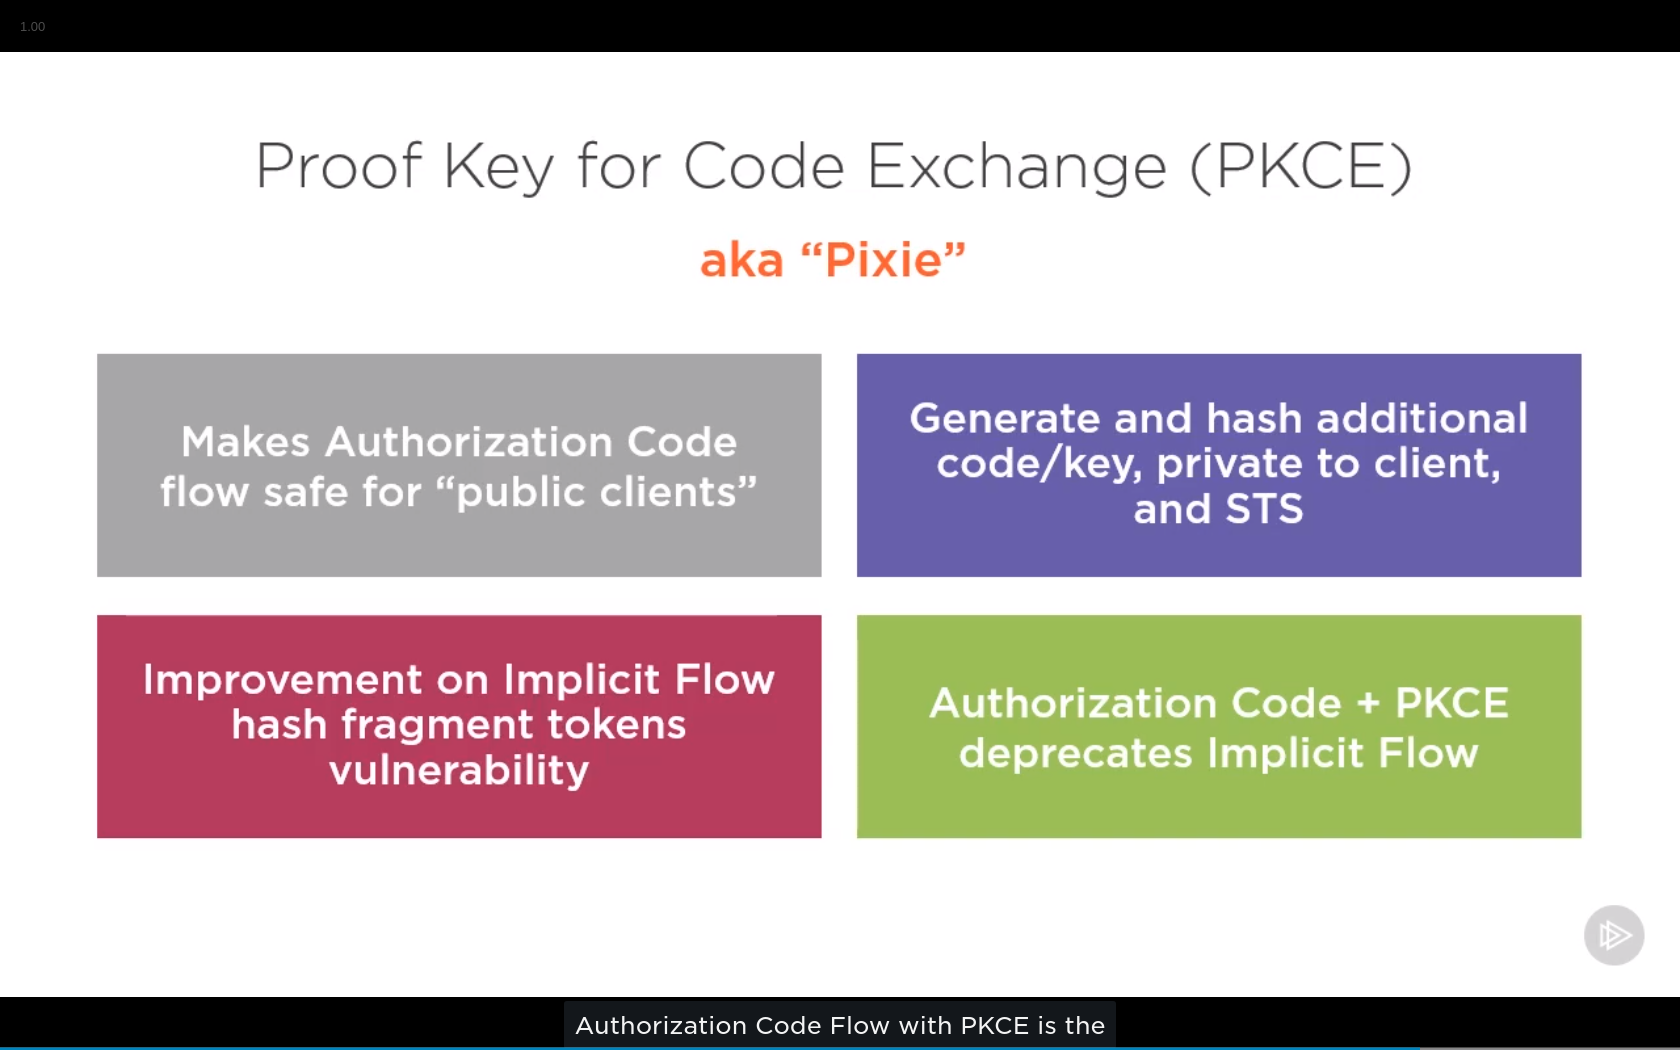 1.00
Proof Key for Code Exchange (PKCE)
aka “Pixie”
Makes Authorization Code
flow safe for “public clients”
Generate and hash additional
code/key, private to client,
and STS
Improvement on Implicit Flow
hash fragment tokens
vulnerability
Authorization Code + PKCE
deprecates Implicit Flow
Authorization Code Flow with PKCE is the